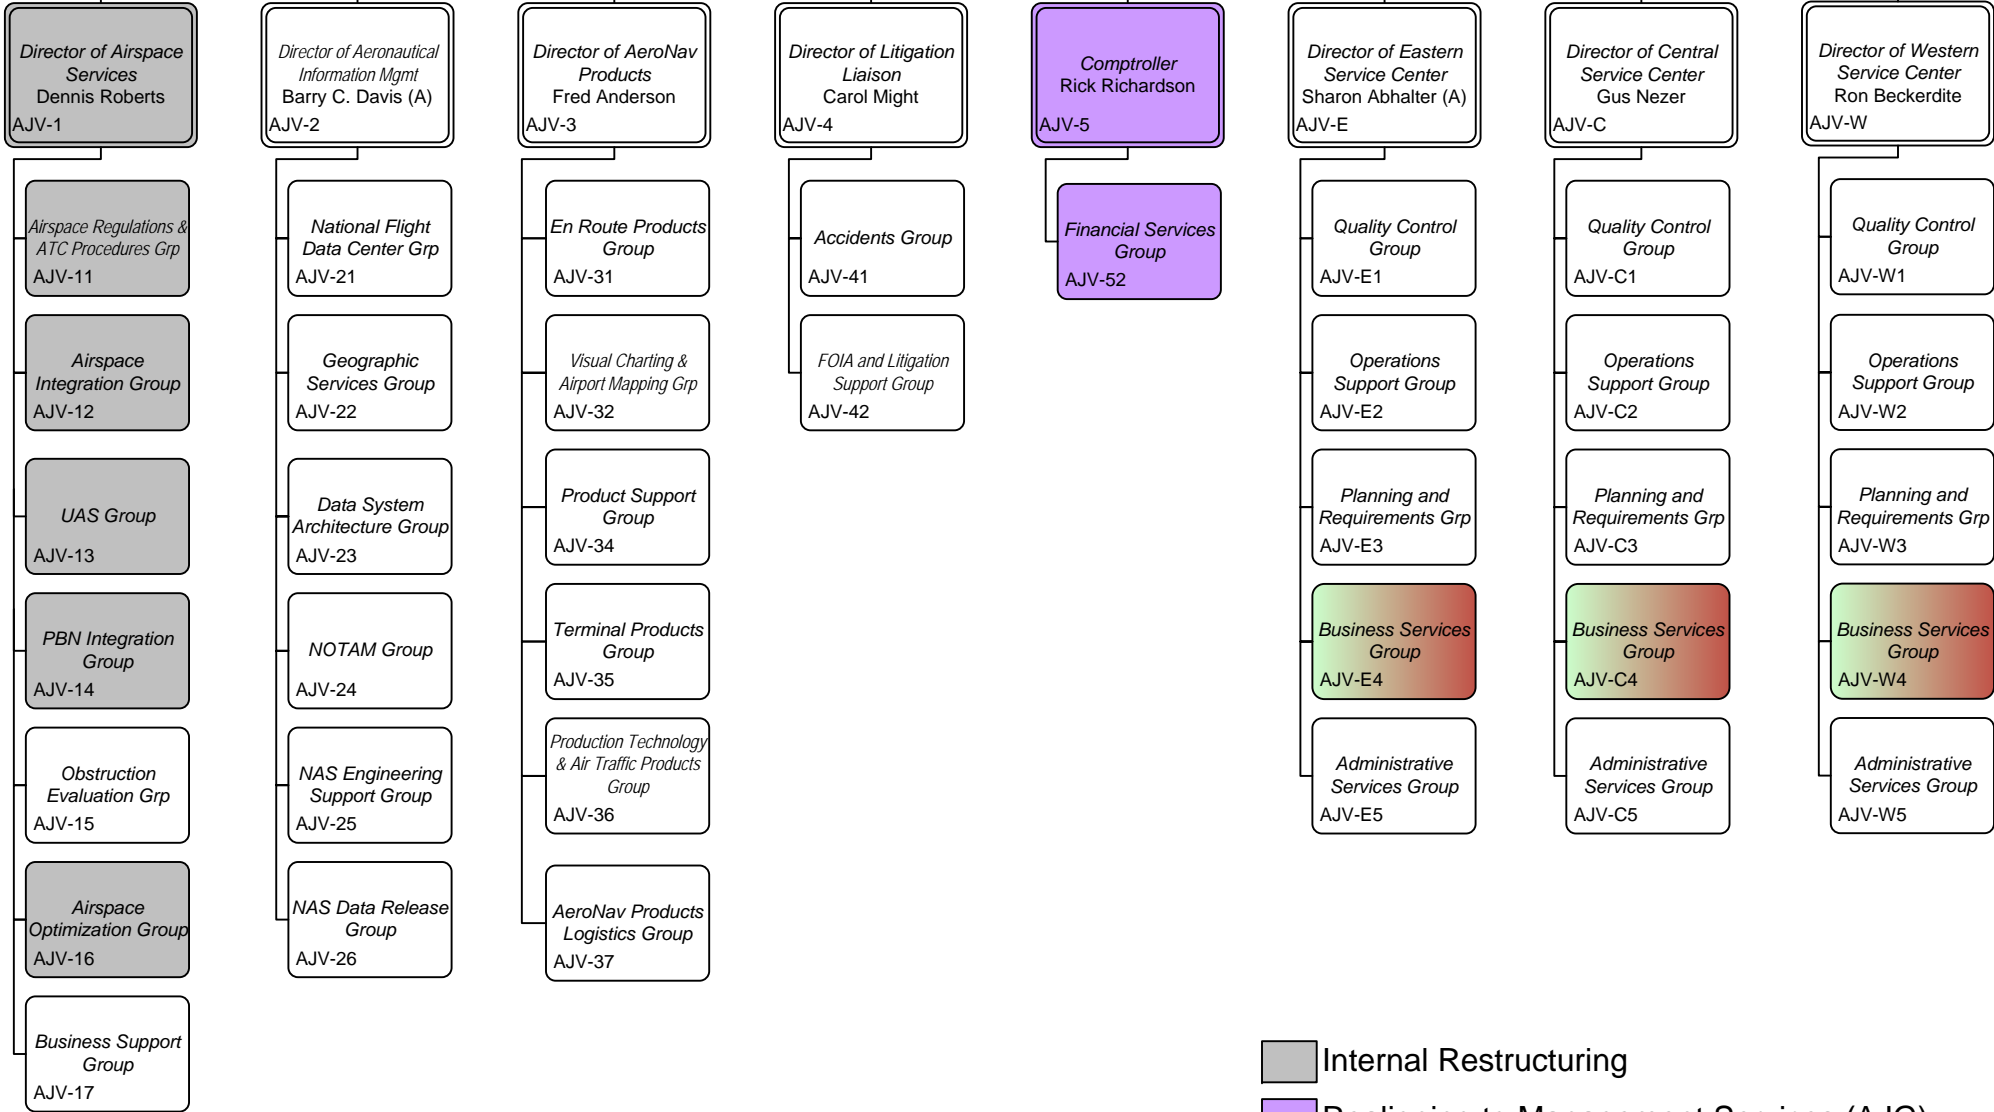 Director of Airspace
Services
Dennis Roberts
AJV-1
Airspace Regulations &
ATC Procedures Grp
AJV-11
Airspace
Integration Group
AJV-12
UAS Group
AJV-13
PBN Integration
Group
AJV-14
Obstruction
Evaluation Grp
AJV-15
Airspace
Optimization Group
AJV-16
Business Support
Group
AJV-17
Director of Aeronautical
Information Mgmt
Barry C. Davis (A)
AJV-2
National Flight
Data Center Grp
AJV-21
Geographic
Services Group
AJV-22
Data System
Architecture Group
AJV-23
NOTAM Group
AJV-24
NAS Engineering
Support Group
AJV-25
NAS Data Release
Group
AJV-26
Director of AeroNav
Products
Fred Anderson
AJV-3
En Route Products
Group
AJV-31
Visual Charting &
Airport Mapping Grp
AJV-32
Product Support
Group
AJV-34
Terminal Products
Group
AJV-35
Production Technology
& Air Traffic Products
Group
AJV-36
AeroNav Products
Logistics Group
AJV-37
Director of Litigation
Liaison
Carol Might
AJV-4
Accidents Group
AJV-41
FOIA and Litigation
Support Group
AJV-42
Comptroller
Rick Richardson
AJV-5
Financial Services
Group
AJV-52
Director of Eastern
Service Center
Sharon Abhalter (A)
AJV-E
Quality Control
Group
AJV-E1
Operations
Support Group
AJV-E2
Planning and
Requirements Grp
AJV-E3
Business Services
Group
AJV-E4
Administrative
Services Group
AJV-E5
Director of Central
Service Center
Gus Nezer
AJV-C
Quality Control
Group
AJV-C1
Operations
Support Group
AJV-C2
Planning and
Requirements Grp
AJV-C3
Business Services
Group
AJV-C4
Administrative
Services Group
AJV-C5
Director of Western
Service Center
Ron Beckerdite
AJV-W
Quality Control
Group
AJV-W1
Operations
Support Group
AJV-W2
Planning and
Requirements Grp
AJV-W3
Business Services
Group
AJV-W4
Administrative
Services Group
AJV-W5
Internal Restructuring
Realigning to Management Services (AJG)